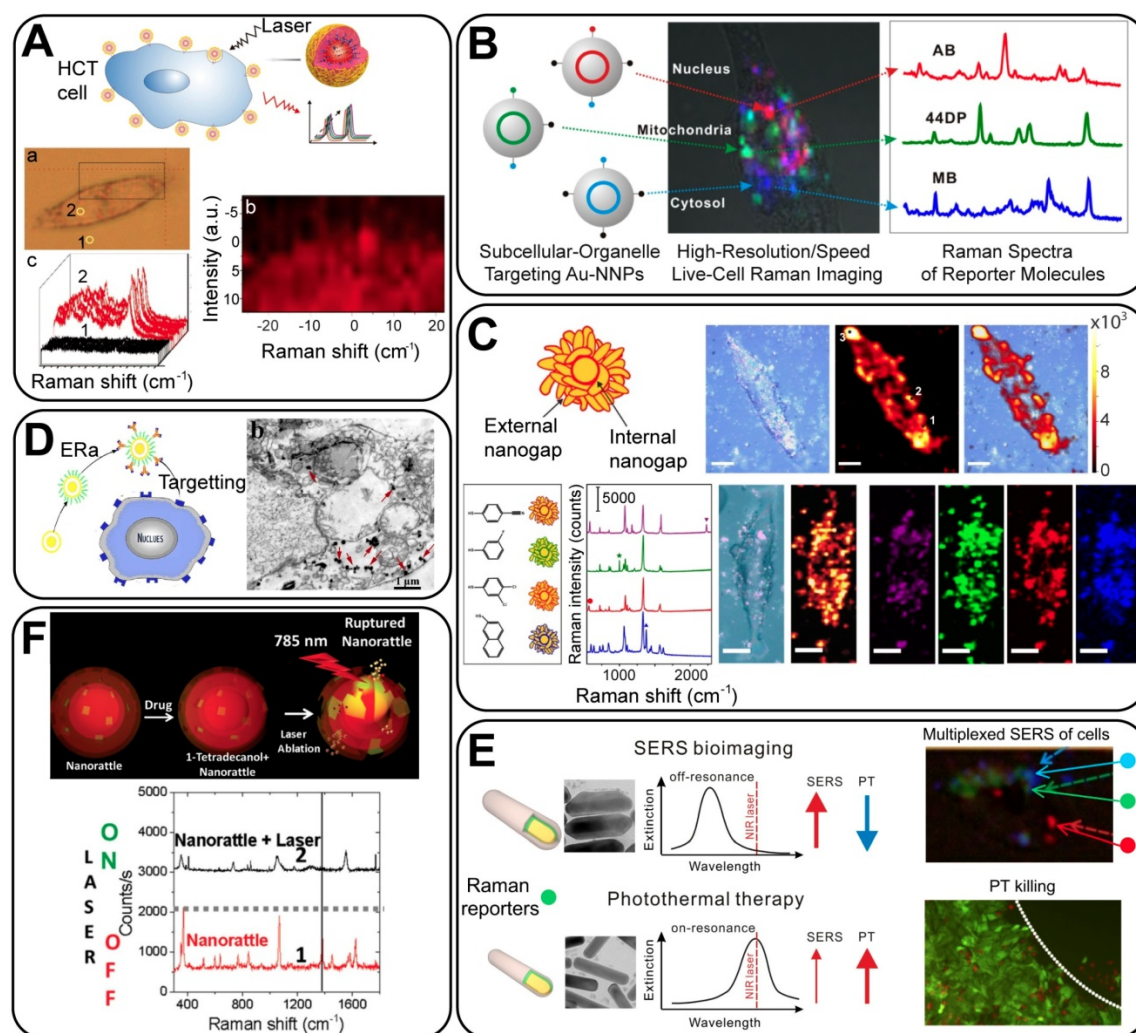 A
Laser
HCT
cell
a
2
1
b
Intensity (a.u.)
-5
0
5
10
-20
-10
0
10
20
Raman shift (cm-1)
c
2
1
Raman shift (cm-1)
B
Nucleus
Mitochondria
Cytosol
AB
44DP
MB
Subcellular-Organelle
Targeting Au-NNPs
High-Resolution/Speed
Live-Cell Raman Imaging
Raman Spectra
of Reporter Molecules
C
External
nanogap
Internal
nanogap
3
2
1
x10³
8
4
0
5000
Raman intensity (counts)
1000
2000
Raman shift (cm-1)
D
ERa
Targetting
NUCLUES
b
1 μm
F
785 nm
Ruptured
Nanorattle
Drug
Laser
Ablation
Nanorattle
1-Tetradecanol+
Nanorattle
LASER
ON
OFF
Counts/s
5000
4000
3000
2000
1000
0
Nanorattle + Laser
2
Nanorattle
1
300
800
1200
1600
Raman shift (cm-1)
E
SERS bioimaging
off-resonance
Extinction
NIR laser
Wavelength
SERS
PT
Multiplexed SERS of cells
Raman
reporters
Photothermal therapy
on-resonance
Extinction
NIR laser
Wavelength
SERS
PT
PT killing